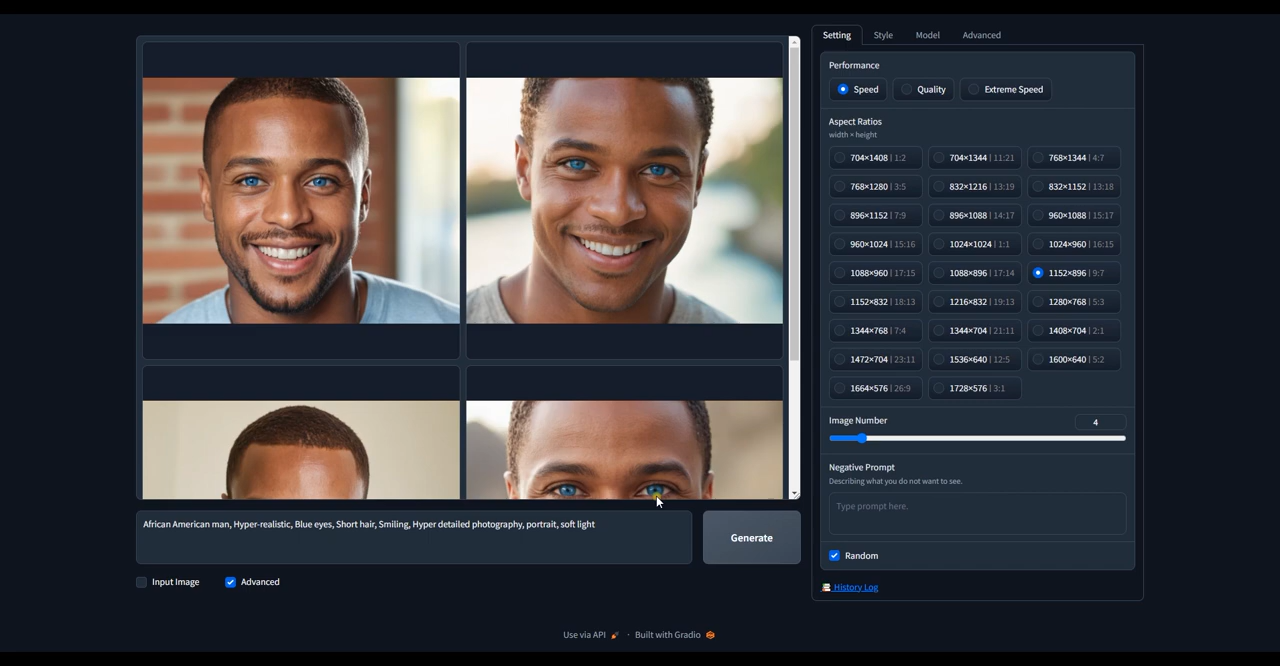 Setting Style Model Advanced
Performance
Speed Quality Extreme Speed
Aspect Ratios
width × height
704×1408 | 1:2 704×1344 | 11:21 768×1344 | 4:7
768×1280 | 3:5 832×1216 | 13:19 832×1152 | 13:18
896×1152 | 7:9 896×1088 | 14:17 960×1088 | 15:17
960×1024 | 15:16 1024×1024 | 1:1 1024×960 | 16:15
1088×960 | 17:15 1088×896 | 17:14 1152×896 | 9:7
1152×832 | 18:13 1216×832 | 19:13 1280×768 | 5:3
1344×768 | 7:4 1344×704 | 21:11 1408×704 | 2:1
1472×704 | 23:11 1536×640 | 12:5 1600×640 | 5:2
1664×576 | 26:9 1728×576 | 3:1
Image Number 4
Negative Prompt
Describing what you do not want to see.
Type prompt here.
Random
History Log
African American man, Hyper-realistic, Blue eyes, Short hair, Smiling, Hyper detailed photography, portrait, soft light
Generate
Input Image Advanced
Use via API · Built with Gradio